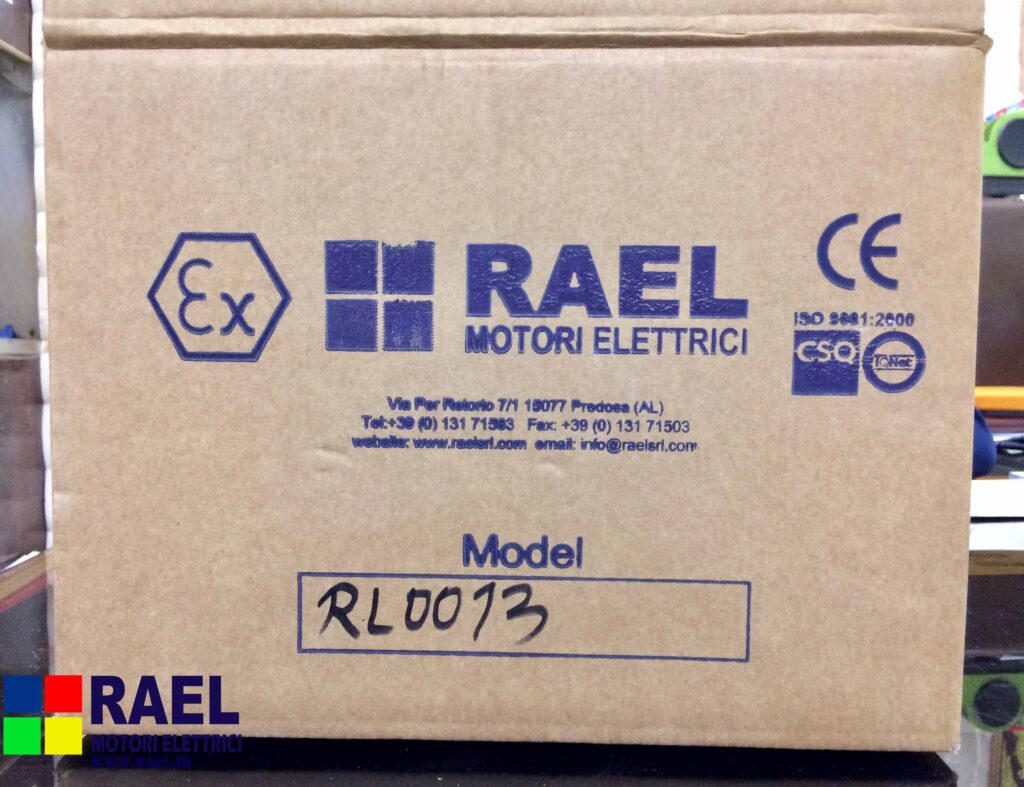 Ex
RAEL
MOTORI ELETTRICI
CE
ISO 9001:2000
CSQ
IQNet
Via Per Retorto 7/1 15077 Predosa (AL)
Tel:+39 (0) 131 71583 Fax: +39 (0) 131 71503
website: www.raelsrl.com email: info@raelsrl.com
Model
RL0013
RAEL
MOTORI ELETTRICI